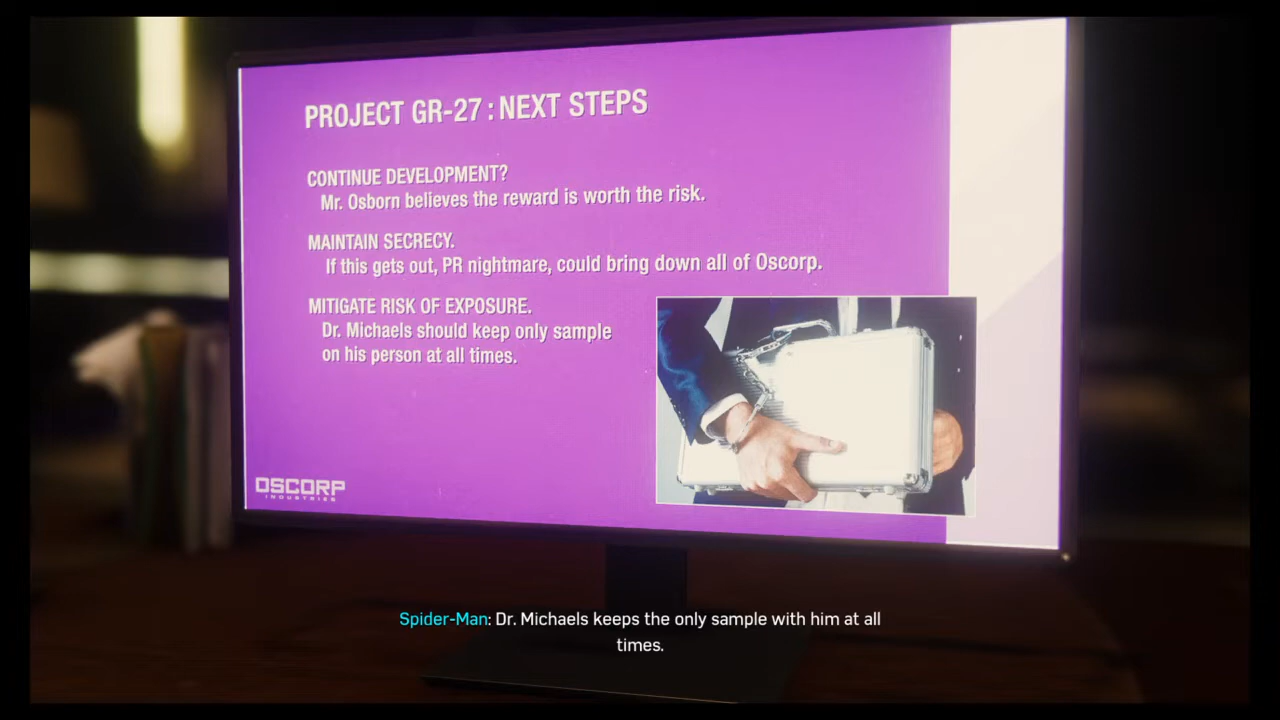 PROJECT GR-27 : NEXT STEPS
CONTINUE DEVELOPMENT?
Mr. Osborn believes the reward is worth the risk.
MAINTAIN SECRECY.
If this gets out, PR nightmare, could bring down all of Oscorp.
MITIGATE RISK OF EXPOSURE.
Dr. Michaels should keep only sample
on his person at all times.
OSCORP
INDUSTRIES
Spider-Man: Dr. Michaels keeps the only sample with him at all
times.